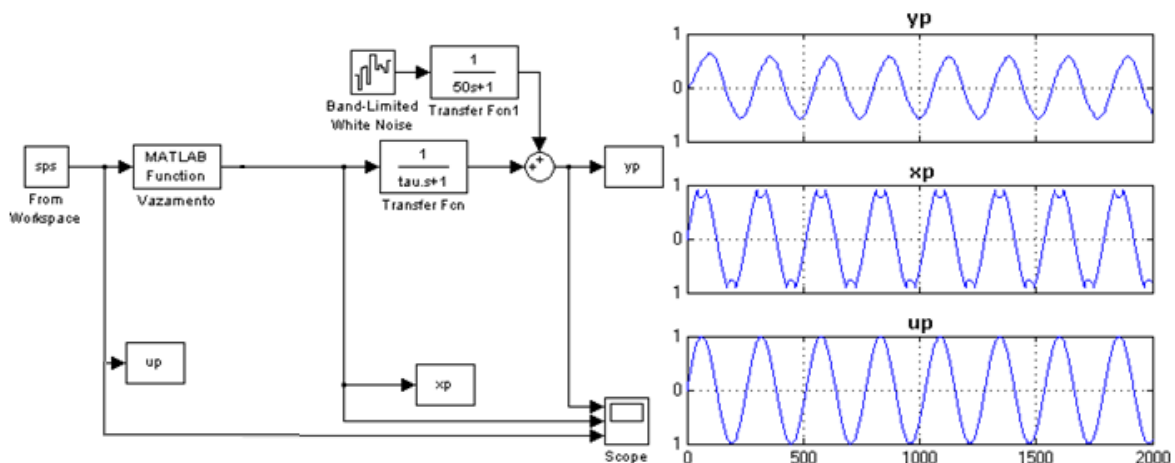 1
50s+1
Band-Limited
White Noise
Transfer Fcn1
sps
From
Workspace
MATLAB
Function
Vazamento
1
tau.s+1
Transfer Fcn
++
yp
up
xp
Scope
yp
1
0
1
xp
1
0
1
up
1
0
1
0
500
1000
1500
2000